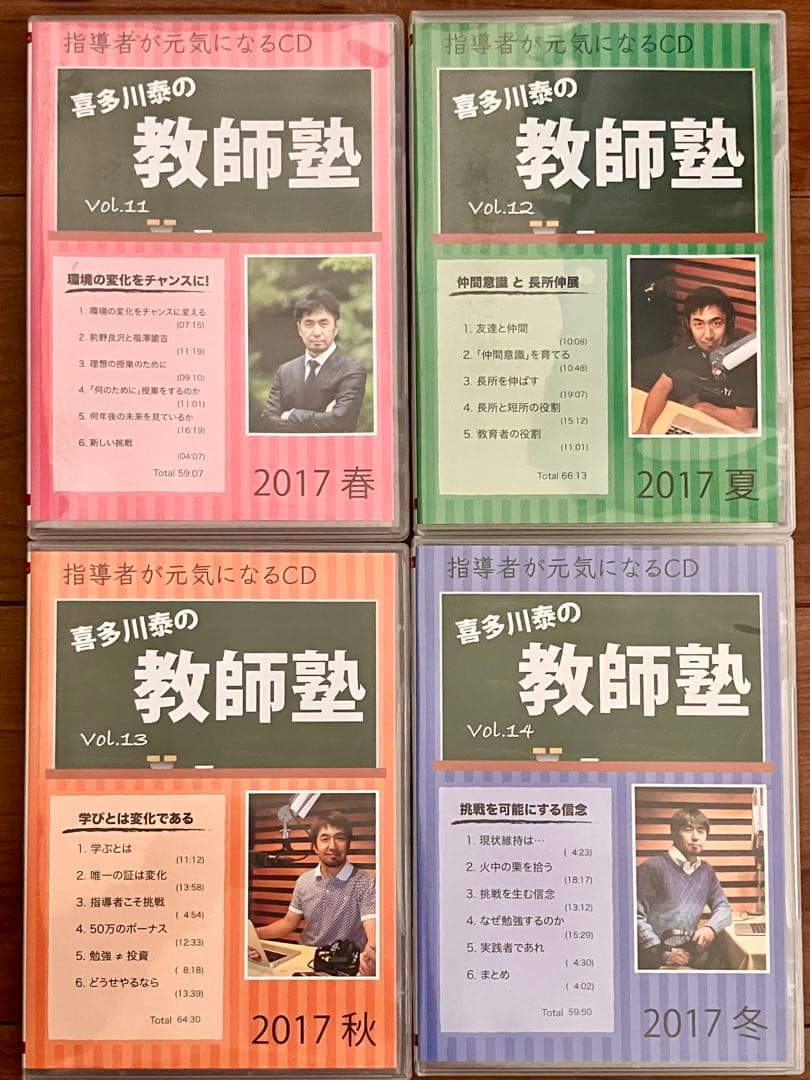 指導者が元気になるCD
喜多川泰の
教師塾
Vol.11
環境の変化をチャンスに!
1. 環境の変化をチャンスに変える
(07:15)
2. 前野良沢と福澤諭吉
(11:19)
3. 理想の授業のために
(09:10)
4. 「何のために」授業をするのか
(11:01)
5. 何年後の未来を見ているか
(16:19)
6. 新しい挑戦
(04:07)
Total 59:07
2017 春
指導者が元気になるCD
喜多川泰の
教師塾
Vol.12
仲間意識 と 長所伸展
1. 友達と仲間
(10:08)
2. 「仲間意識」を育てる
(10:48)
3. 長所を伸ばす
(19:07)
4. 長所と短所の役割
(15:12)
5. 教育者の役割
(11:01)
Total 66:13
2017 夏
指導者が元気になるCD
喜多川泰の
教師塾
Vol.13
学びとは変化である
1. 学ぶとは
(11:12)
2. 唯一の証は変化
(13:58)
3. 指導者こそ挑戦
( 4:54)
4. 50万のボーナス
(12:33)
5. 勉強 ≠ 投資
( 8:18)
6. どうせやるなら
(13:39)
Total 64:30
2017 秋
指導者が元気になるCD
喜多川泰の
教師塾
Vol.14
挑戦を可能にする信念
1. 現状維持は…
( 4:23)
2. 火中の栗を拾う
(18:17)
3. 挑戦を生む信念
(13:12)
4. なぜ勉強するのか
(15:29)
5. 実践者であれ
( 4:30)
6. まとめ
( 4:02)
Total 59:50
2017 冬